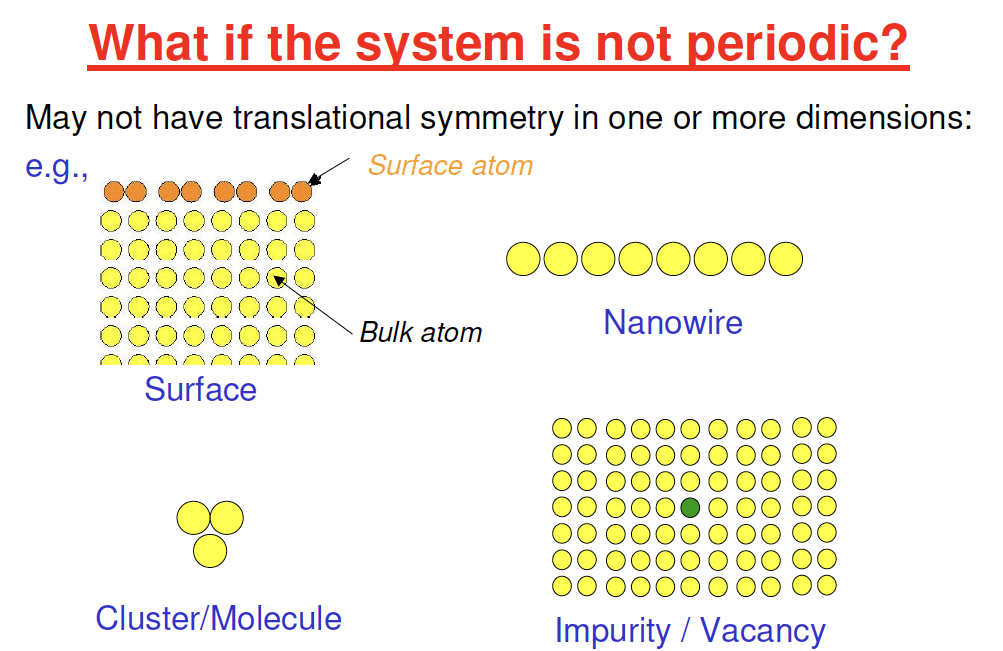 What if the system is not periodic?
May not have translational symmetry in one or more dimensions:
e.g.,
Surface atom
Bulk atom
Surface
Nanowire
Cluster/Molecule
Impurity / Vacancy